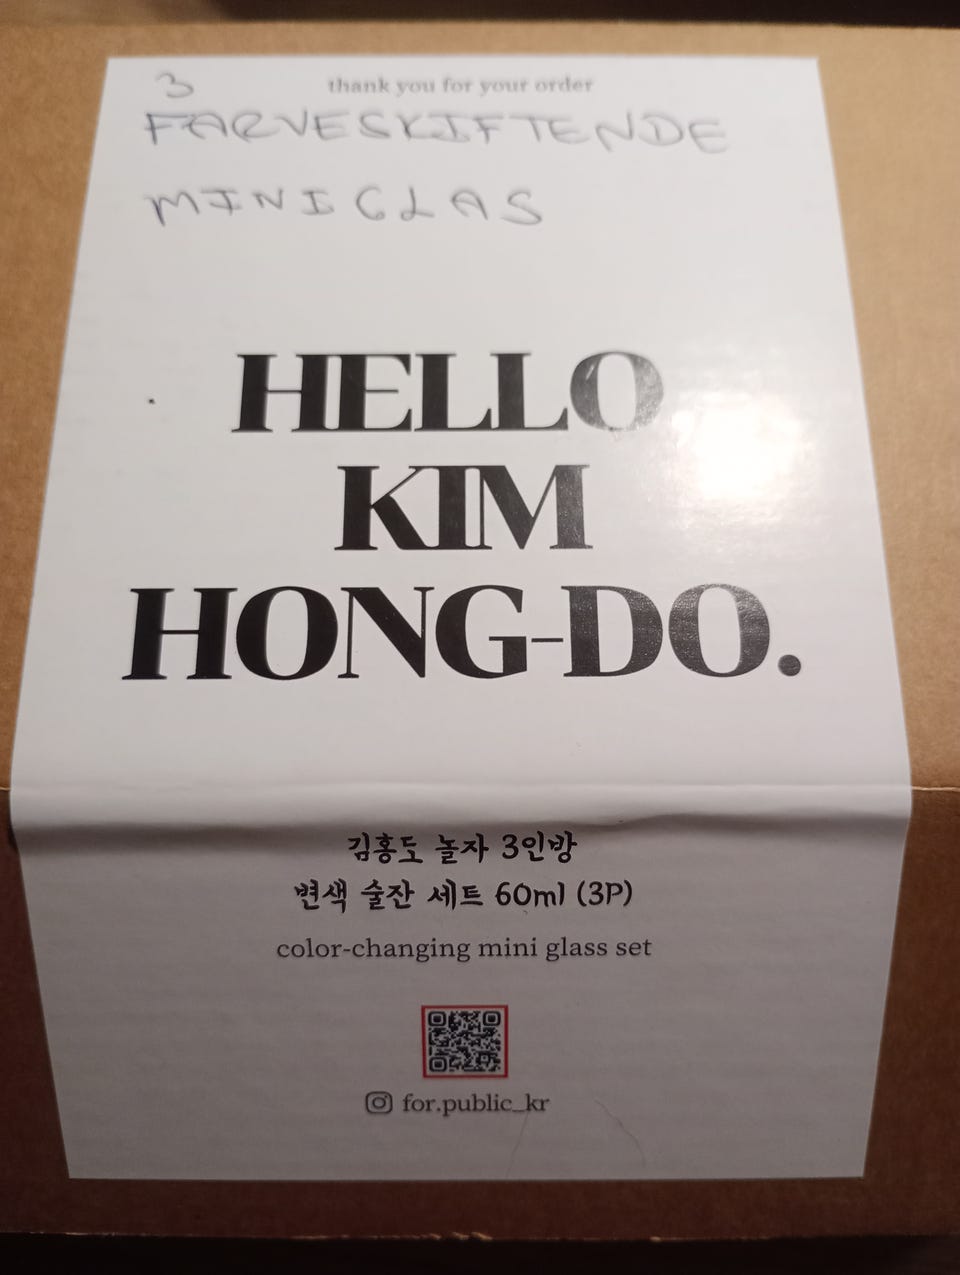 3
thank you for your order
FARVESKIFTENDE
MINIGLAS
HELLO
KIM
HONG-DO.
김홍도 놀자 3인방
변색 술잔 세트 60ml (3P)
color-changing mini glass set
for.public_kr